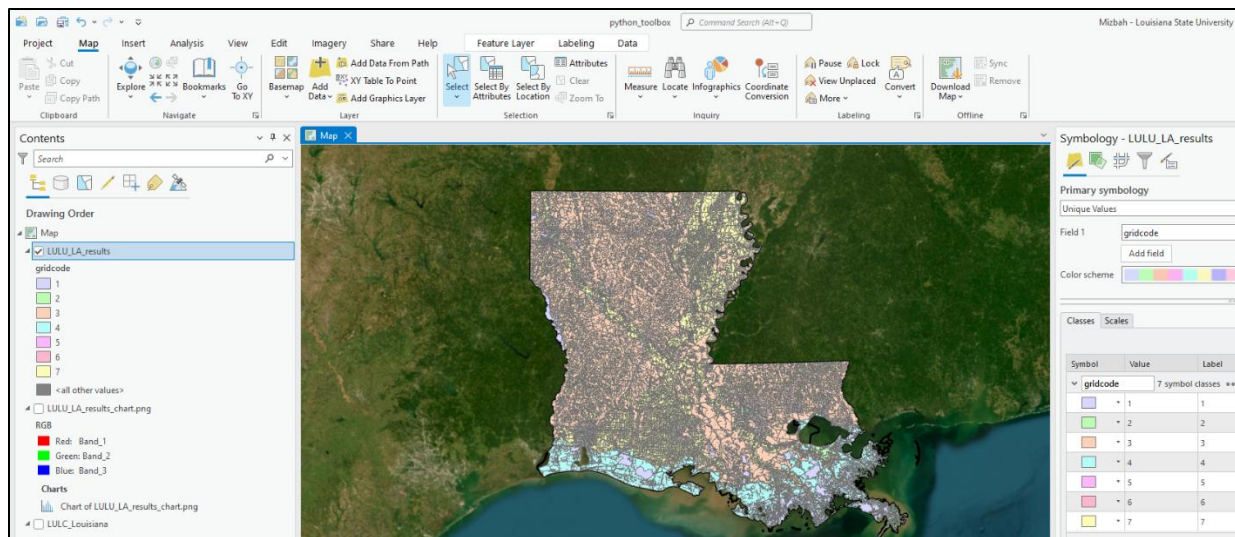 python_toolbox
Command Search (Alt+Q)
Mizbah - Louisiana State University
Project Map Insert Analysis View Edit Imagery Share Help Feature Layer Labeling Data
Paste
Cut
Copy
Copy Path
Clipboard
Explore
Bookmarks
Go To XY
Navigate
Basemap
Add Data
Add Data From Path
XY Table To Point
Add Graphics Layer
Layer
Select
Select By Attributes
Select By Location
Attributes
Clear
Zoom To
Selection
Measure
Locate
Infographics
Coordinate Conversion
Inquiry
Pause
Lock
View Unplaced
More
Convert
Labeling
Download Map
Sync
Remove
Offline
Contents
Search
Drawing Order
Map
LULU_LA_results
gridcode
1
2
3
4
5
6
7
<all other values>
LULU_LA_results_chart.png
RGB
Red: Band_1
Green: Band_2
Blue: Band_3
Charts
Chart of LULU_LA_results_chart.png
LULC_Louisiana
Map
Symbology - LULU_LA_results
Primary symbology
Unique Values
Field 1 gridcode
Add field
Color scheme
Classes Scales
Symbol Value Label
gridcode 7 symbol classes
1 1
2 2
3 3
4 4
5 5
6 6
7 7